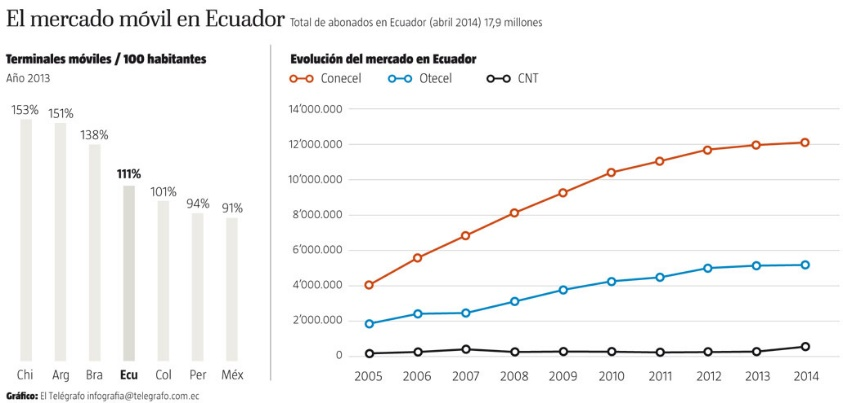 El mercado móvil en Ecuador Total de abonados en Ecuador (abril 2014) 17,9 millones
Terminales móviles / 100 habitantes
Año 2013
153% 151% 138% 111% 101% 94% 91%
Chi Arg Bra Ecu Col Per Méx
Evolución del mercado en Ecuador
Conecel Otecel CNT
14'000.000
12'000.000
10'000.000
8'000.000
6'000.000
4'000.000
2'000.000
0
2005 2006 2007 2008 2009 2010 2011 2012 2013 2014
Gráfico: El Telégrafo infografia@telegrafo.com.ec